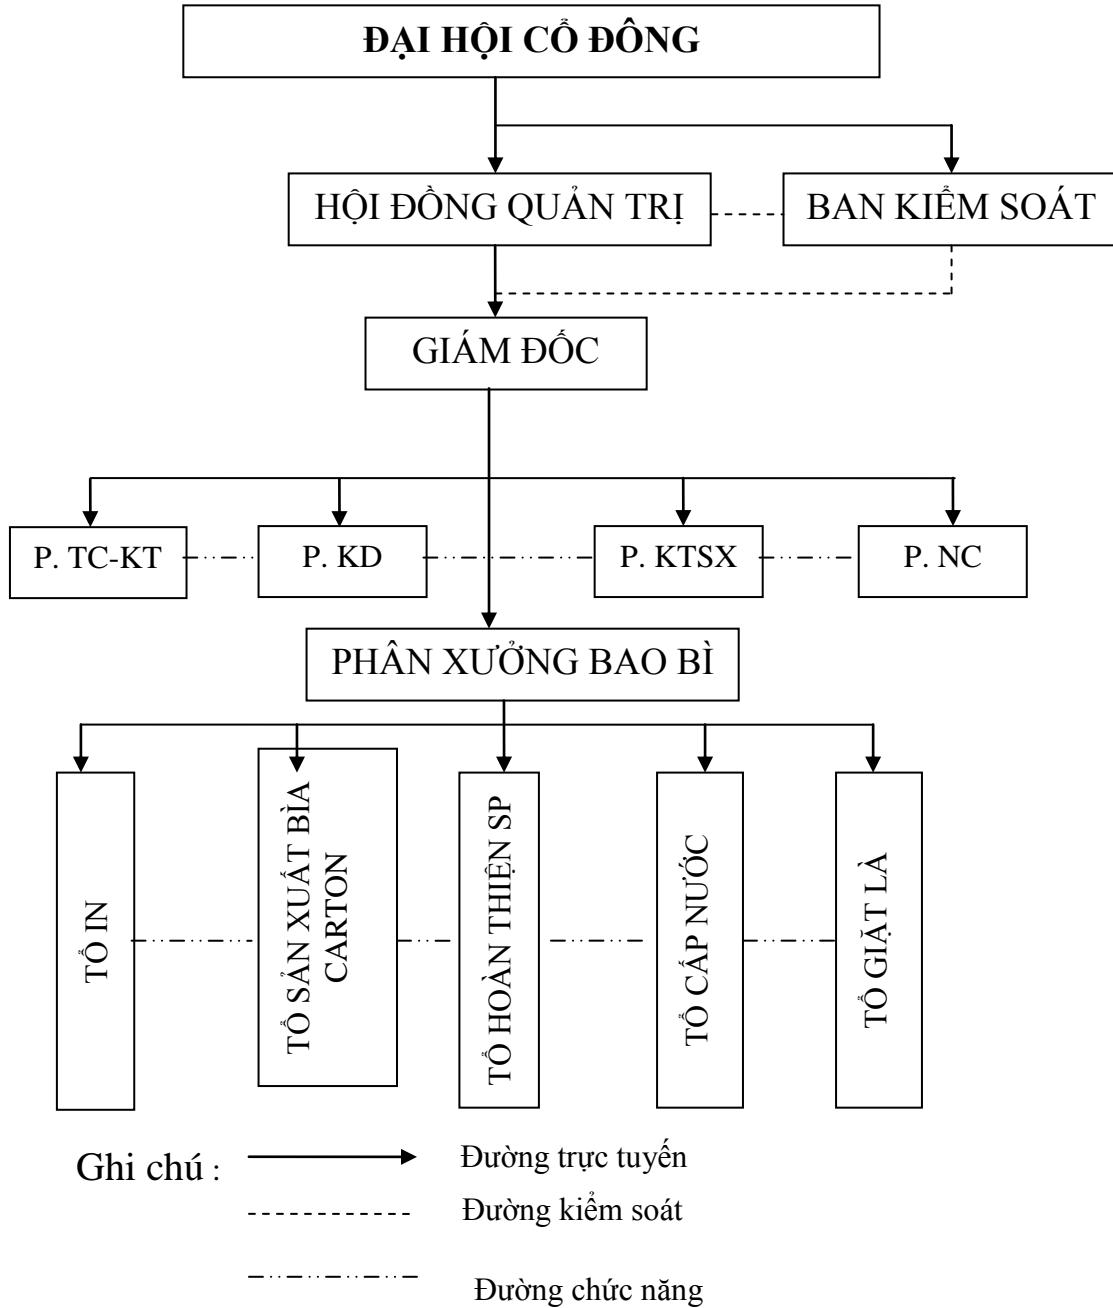 ĐẠI HỘI CỔ ĐÔNG
HỘI ĐỒNG QUẢN TRỊ
BAN KIỂM SOÁT
GIÁM ĐỐC
P. TC-KT
P. KD
P. KTSX
P. NC
PHÂN XƯỞNG BAO BÌ
TỔ IN
TỔ SẢN XUẤT BÌA
CARTON
TỔ HOÀN THIỆN SP
TỔ CẤP NƯỚC
TỔ GIẶT LÀ
Ghi chú :
Đường trực tuyến
Đường kiểm soát
Đường chức năng